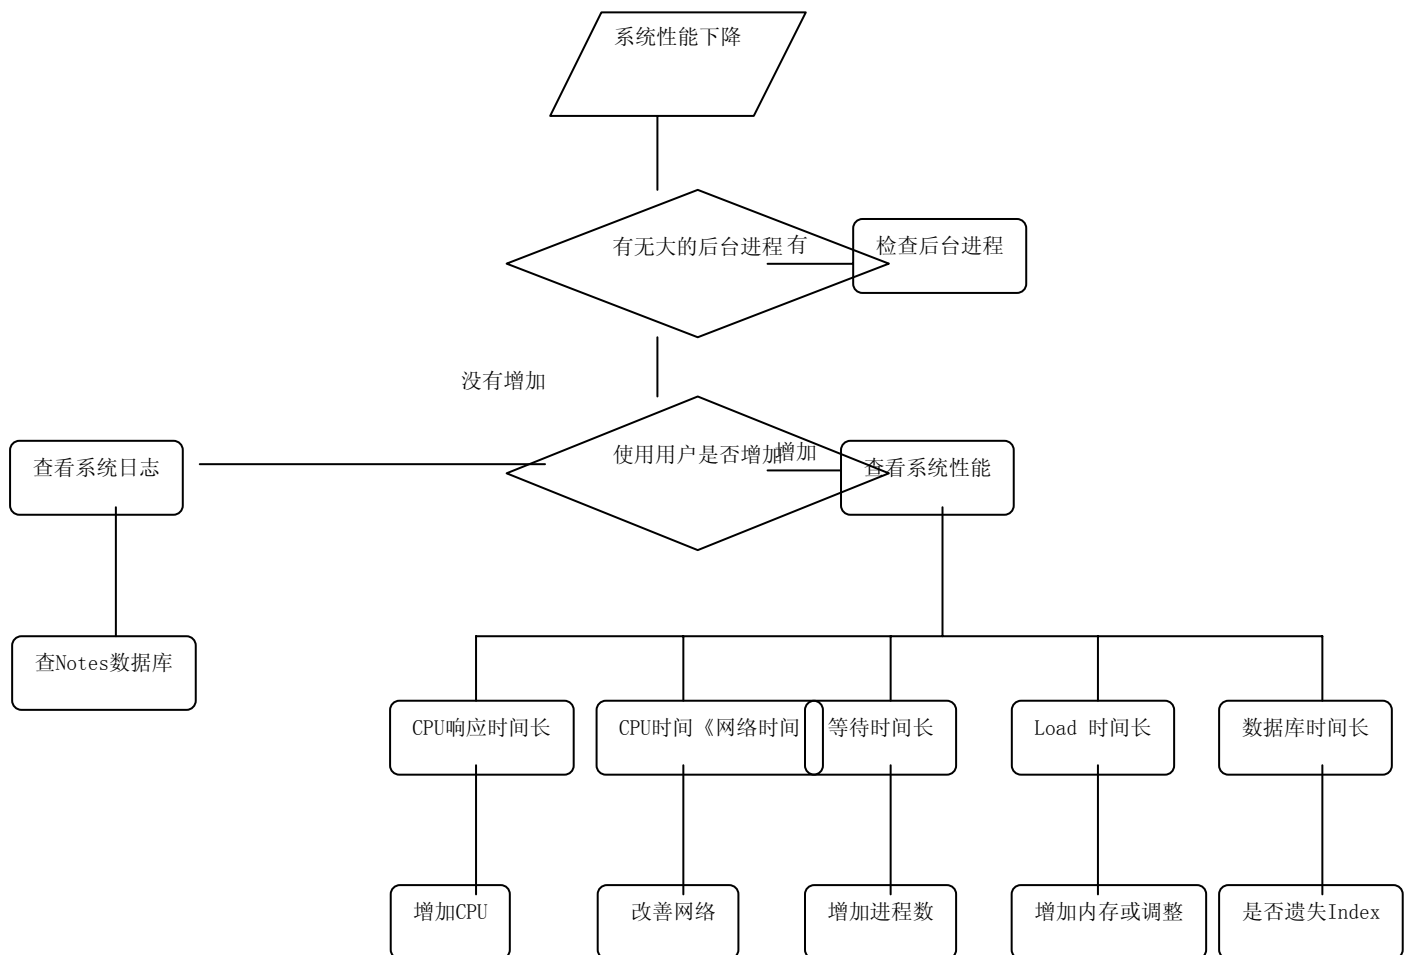 系统性能下降
有无大的后台进程
有
检查后台进程
没有增加
查看系统日志
使用用户是否增加
增加
查看系统性能
查Notes数据库
CPU响应时间长
CPU时间《网络时间
等待时间长
Load 时间长
数据库时间长
增加CPU
改善网络
增加进程数
增加内存或调整
是否遗失Index